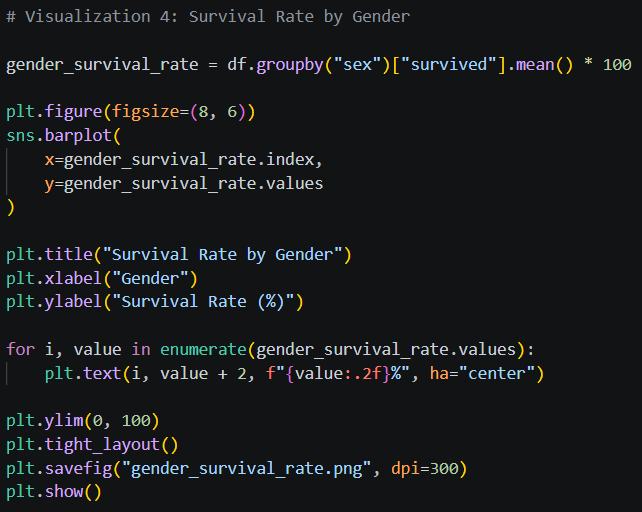 # Visualization 4: Survival Rate by Gender

gender_survival_rate = df.groupby("sex")["survived"].mean() * 100

plt.figure(figsize=(8, 6))
sns.barplot(
    x=gender_survival_rate.index,
    y=gender_survival_rate.values
)

plt.title("Survival Rate by Gender")
plt.xlabel("Gender")
plt.ylabel("Survival Rate (%)")

for i, value in enumerate(gender_survival_rate.values):
    plt.text(i, value + 2, f"{value:.2f}%", ha="center")

plt.ylim(0, 100)
plt.tight_layout()
plt.savefig("gender_survival_rate.png", dpi=300)
plt.show()